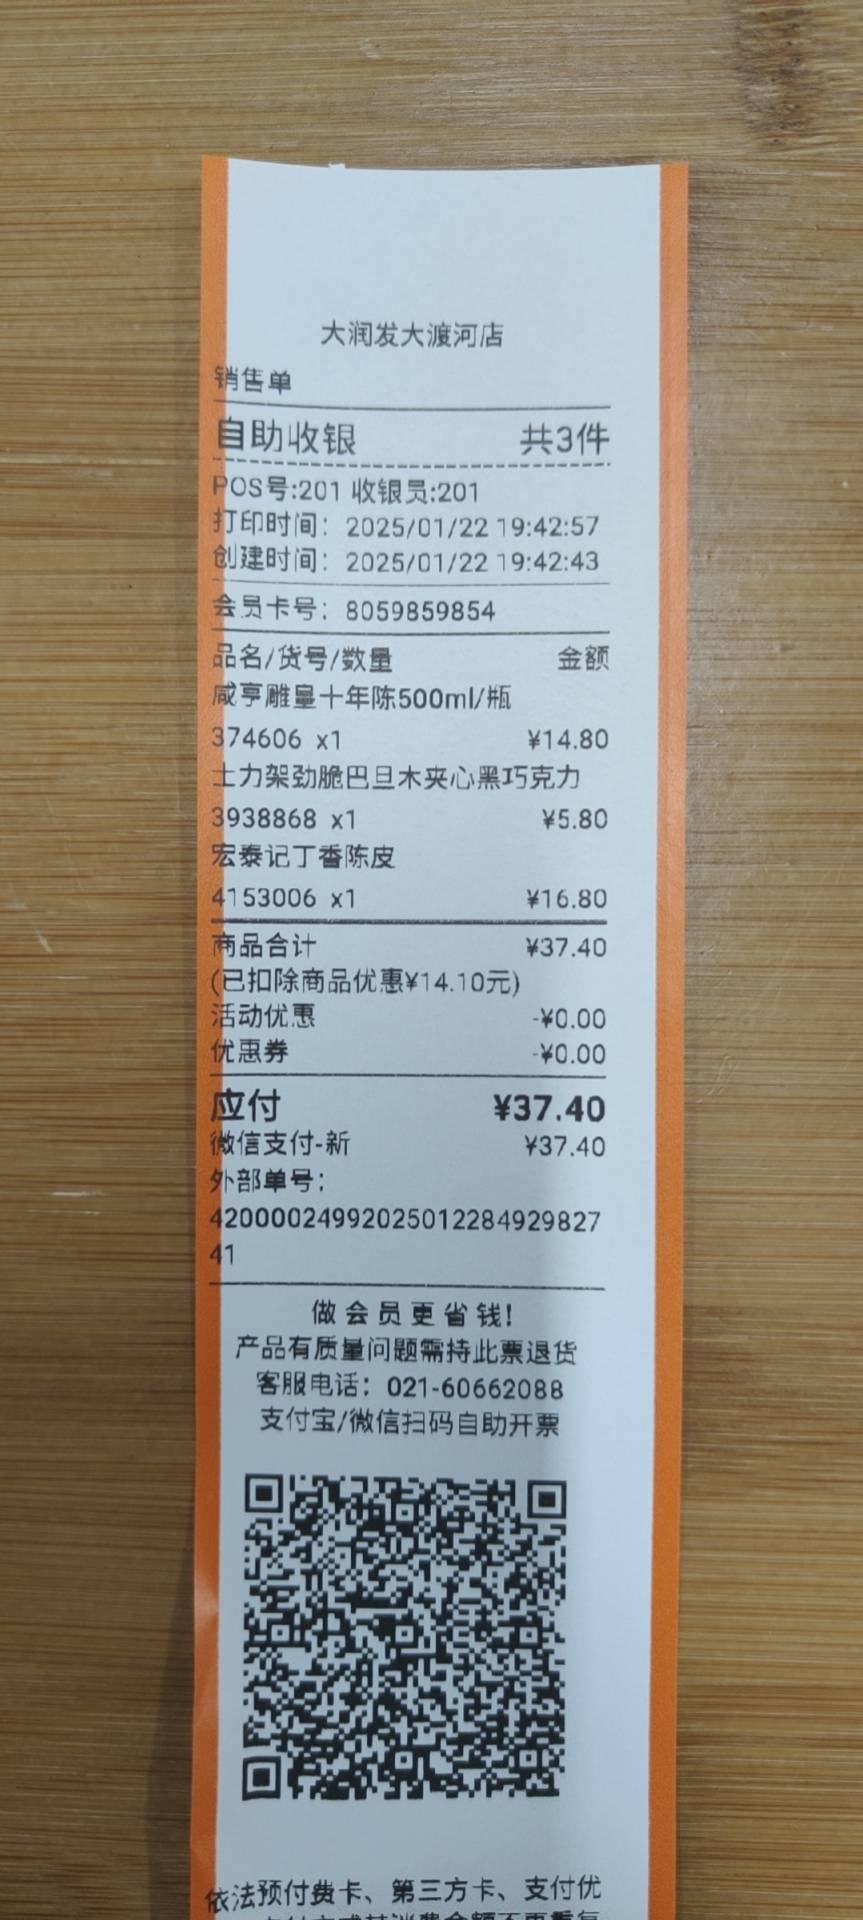 大润发大渡河店
销售单
自助收银 共3件
POS号:201 收银员:201
打印时间： 2025/01/22 19:42:57
创建时间： 2025/01/22 19:42:43
会员卡号： 8059859854
品名/货号/数量 金额
咸亨雕皇十年陈500ml/瓶
374606 x1 ¥14.80
士力架劲脆巴旦木夹心黑巧克力
3938868 x1 ¥5.80
宏泰记丁香陈皮
4153006 x1 ¥16.80
商品合计 ¥37.40
(已扣除商品优惠¥14.10元)
活动优惠 -¥0.00
优惠券 -¥0.00
应付 ¥37.40
微信支付-新 ¥37.40
外部单号：
42000024992025012284929827
41
做会员更省钱!
产品有质量问题需持此票退货
客服电话： 021-60662088
支付宝/微信扫码自助开票
依法预付费卡、第三方卡、支付优